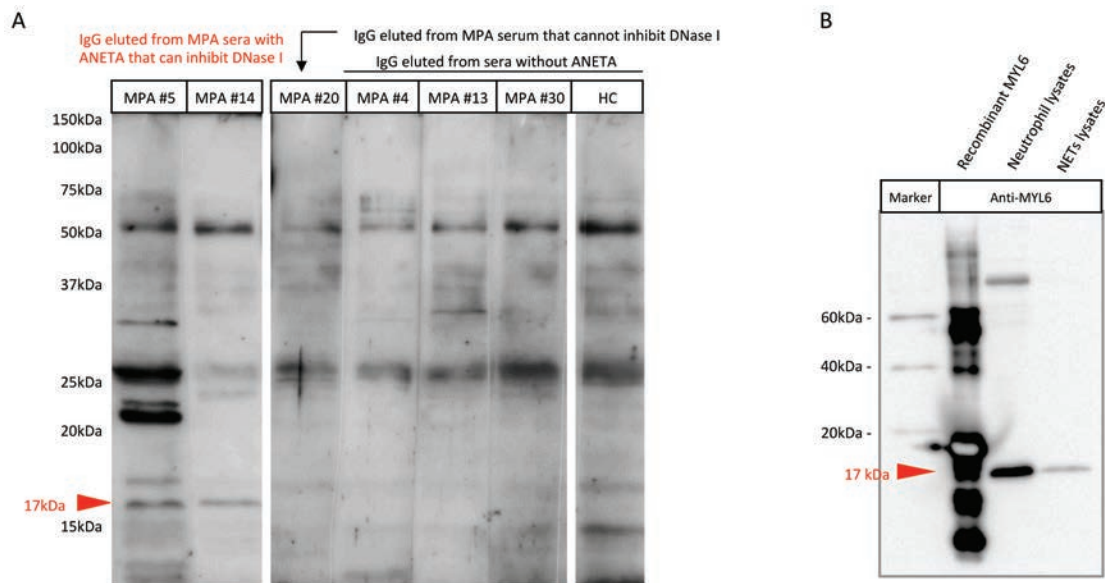 A
IgG eluted from MPA sera with
ANETA that can inhibit DNase I
IgG eluted from MPA serum that cannot inhibit DNase I
IgG eluted from sera without ANETA
MPA #5 MPA #14 MPA #20 MPA #4 MPA #13 MPA #30 HC
150kDa
100kDa
75kDa
50kDa
37kDa
25kDa
20kDa
17kDa
15kDa
B
Recombinant MYL6
Neutrophil lysates
NETs lysates
Marker Anti-MYL6
60kDa -
40kDa -
20kDa -
17 kDa